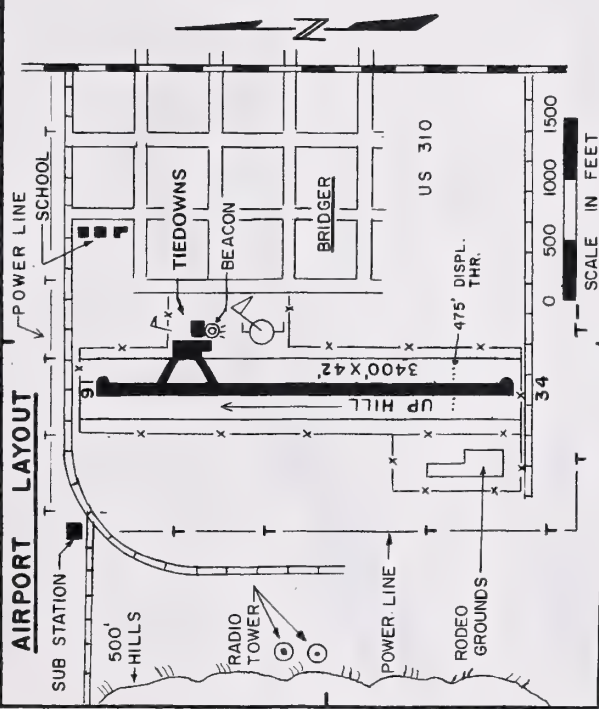 AIRPORT LAYOUT
POWER LINE
SCHOOL
SUB STATION
500'
HILLS
16
TIEDOWNS
BEACON
N
BRIDGER
US 310
UP HILL
3400' X 42'
475' DISPL.
THR.
34
RADIO
TOWER
POWER LINE
RODEO
GROUNDS
0 500 1000 1500
SCALE IN FEET